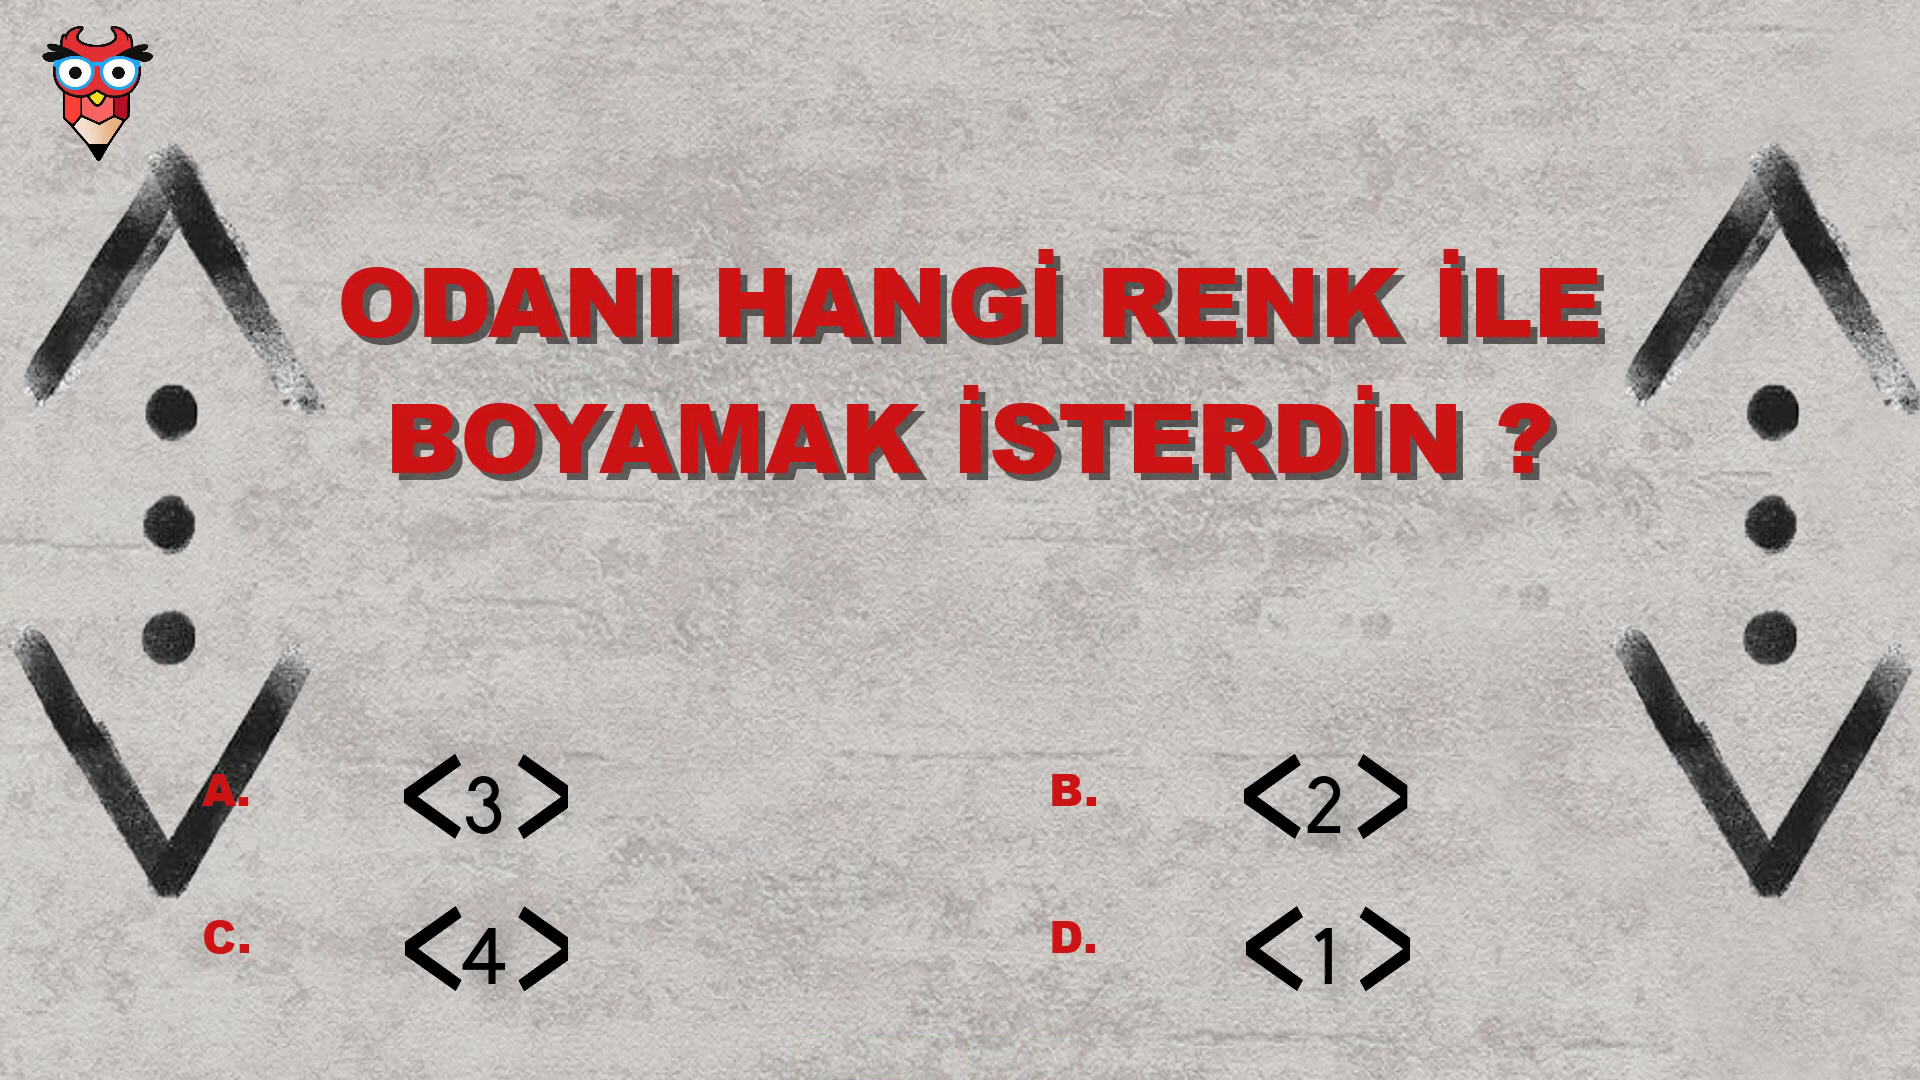 ODANI HANGİ RENK İLE
BOYAMAK İSTERDİN ?
A. <3> B. <2>
C. <4> D. <1>